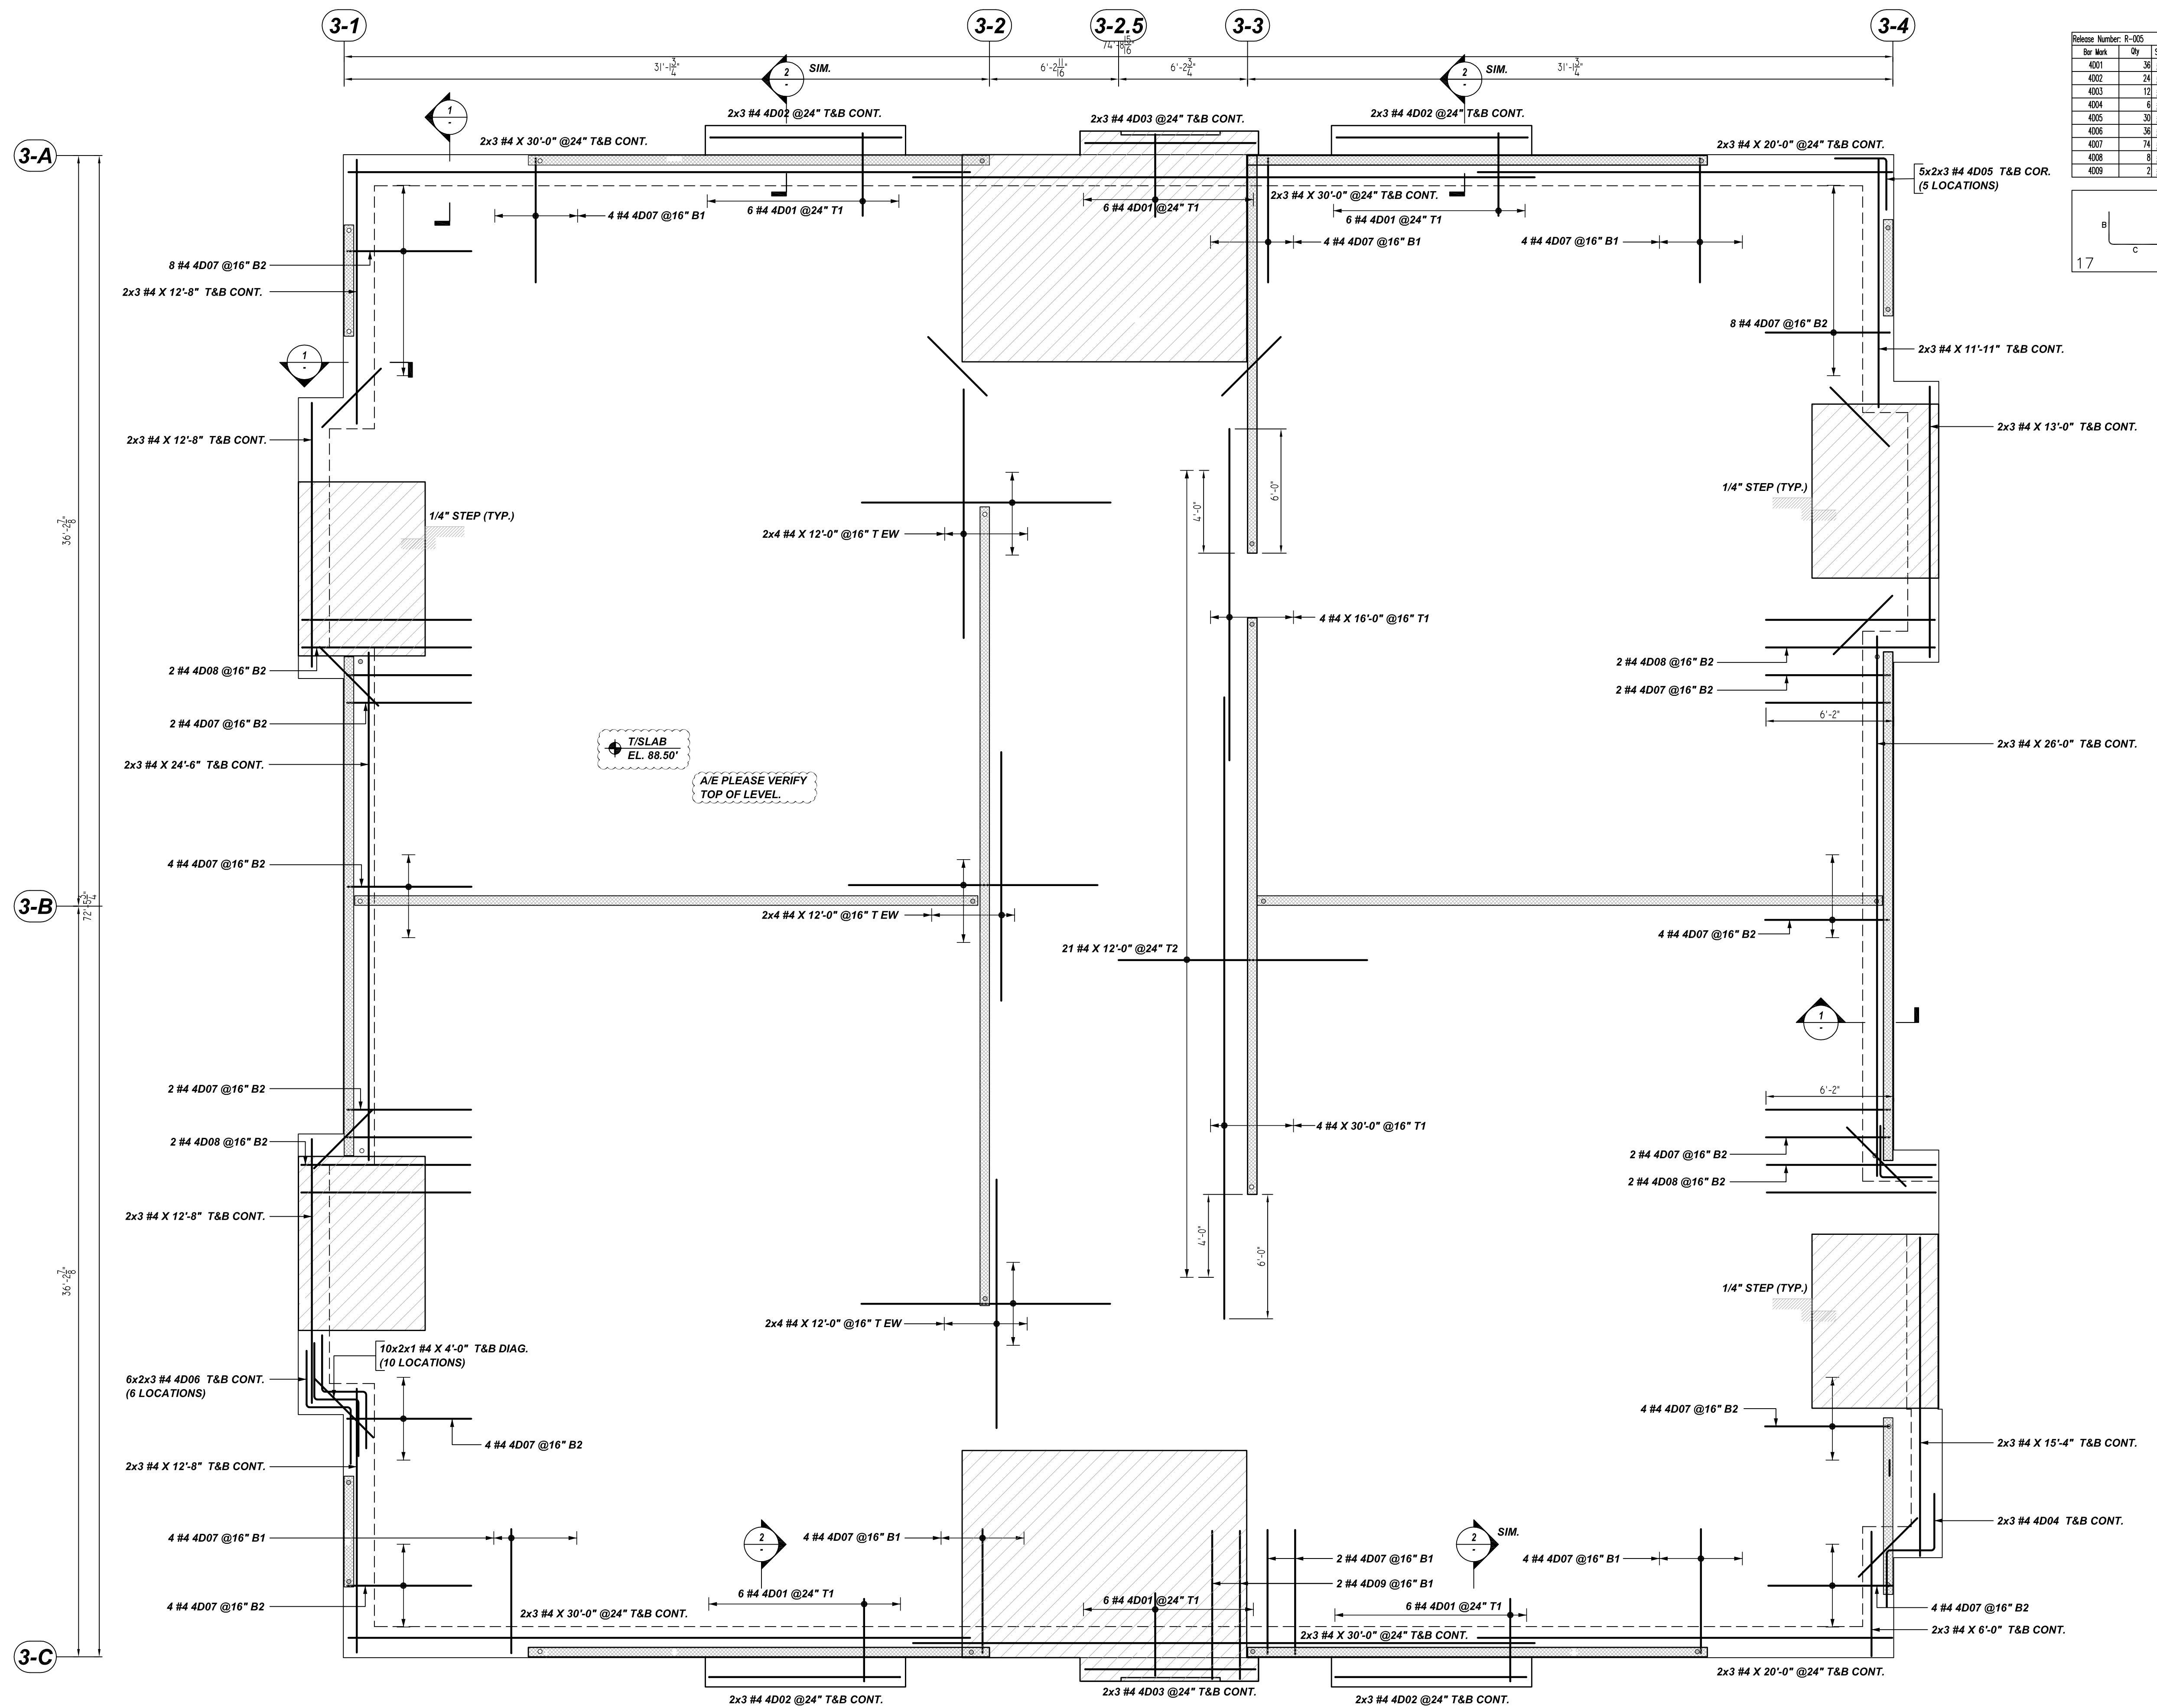 3-1
3-2
3-2.5
3-3
3-4
74'-8 15/16"
31'-1 3/4"
6'-2 11/16"
6'-2 3/4"
31'-1 3/4"
2
-
SIM.
2
-
SIM.
1
-
Release Number: R-005
Bar Mark Qty
4D01 36
4D02 24
4D03 12
4D04 6
4D05 30
4D06 36
4D07 74
4D08 8
4D09 2
B
C
17
2x3 #4 4D02 @24" T&B CONT.
2x3 #4 4D03 @24" T&B CONT.
2x3 #4 4D02 @24" T&B CONT.
2x3 #4 X 30'-0" @24" T&B CONT.
2x3 #4 X 20'-0" @24" T&B CONT.
3-A
5x2x3 #4 4D05 T&B COR.
(5 LOCATIONS)
2x3 #4 X 30'-0" @24" T&B CONT.
4 #4 4D07 @16" B1
6 #4 4D01 @24" T1
6 #4 4D01 @24" T1
6 #4 4D01 @24" T1
4 #4 4D07 @16" B1
4 #4 4D07 @16" B1
8 #4 4D07 @16" B2
2x3 #4 X 12'-8" T&B CONT.
8 #4 4D07 @16" B2
2x3 #4 X 11'-11" T&B CONT.
1
-
2x3 #4 X 12'-8" T&B CONT.
2x3 #4 X 13'-0" T&B CONT.
1/4" STEP (TYP.)
1/4" STEP (TYP.)
6'-0"
4'-0"
36'-2 7/8"
2x4 #4 X 12'-0" @16" T EW
4 #4 X 16'-0" @16" T1
2 #4 4D08 @16" B2
2 #4 4D08 @16" B2
2 #4 4D07 @16" B2
2 #4 4D07 @16" B2
6'-2"
T/SLAB
EL. 88.50'
A/E PLEASE VERIFY
TOP OF LEVEL.
2x3 #4 X 24'-6" T&B CONT.
2x3 #4 X 26'-0" T&B CONT.
4 #4 4D07 @16" B2
3-B
72'-5 3/4"
2x4 #4 X 12'-0" @16" T EW
4 #4 4D07 @16" B2
21 #4 X 12'-0" @24" T2
1
-
2 #4 4D07 @16" B2
6'-2"
4 #4 X 30'-0" @16" T1
2 #4 4D08 @16" B2
2 #4 4D07 @16" B2
2 #4 4D08 @16" B2
2x3 #4 X 12'-8" T&B CONT.
4'-0"
6'-0"
36'-2 7/8"
1/4" STEP (TYP.)
2x4 #4 X 12'-0" @16" T EW
10x2x1 #4 X 4'-0" T&B DIAG.
(10 LOCATIONS)
6x2x3 #4 4D06 T&B CONT.
(6 LOCATIONS)
4 #4 4D07 @16" B2
4 #4 4D07 @16" B2
2x3 #4 X 15'-4" T&B CONT.
2x3 #4 X 12'-8" T&B CONT.
2x3 #4 4D04 T&B CONT.
4 #4 4D07 @16" B1
2
-
4 #4 4D07 @16" B1
2
-
SIM.
2 #4 4D07 @16" B1
4 #4 4D07 @16" B1
2 #4 4D09 @16" B1
6 #4 4D01 @24" T1
6 #4 4D01 @24" T1
6 #4 4D01 @24" T1
4 #4 4D07 @16" B2
4 #4 4D07 @16" B2
2x3 #4 X 30'-0" @24" T&B CONT.
2x3 #4 X 30'-0" @24" T&B CONT.
2x3 #4 X 6'-0" T&B CONT.
3-C
2x3 #4 X 20'-0" @24" T&B CONT.
2x3 #4 4D02 @24" T&B CONT.
2x3 #4 4D03 @24" T&B CONT.
2x3 #4 4D02 @24" T&B CONT.